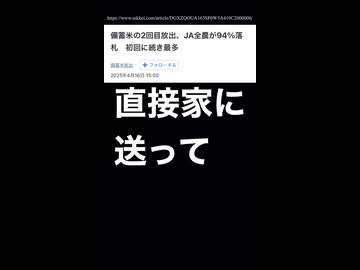 https://www.nikkei.com/article/DGXZQOUA163SF0W5A410C2000000/
備蓄米の2回目放出、JA全農が94%落
札　初回に続き最多
備蓄米放出
+フォローする
2025年4月16日 15:00
直接家に
送って